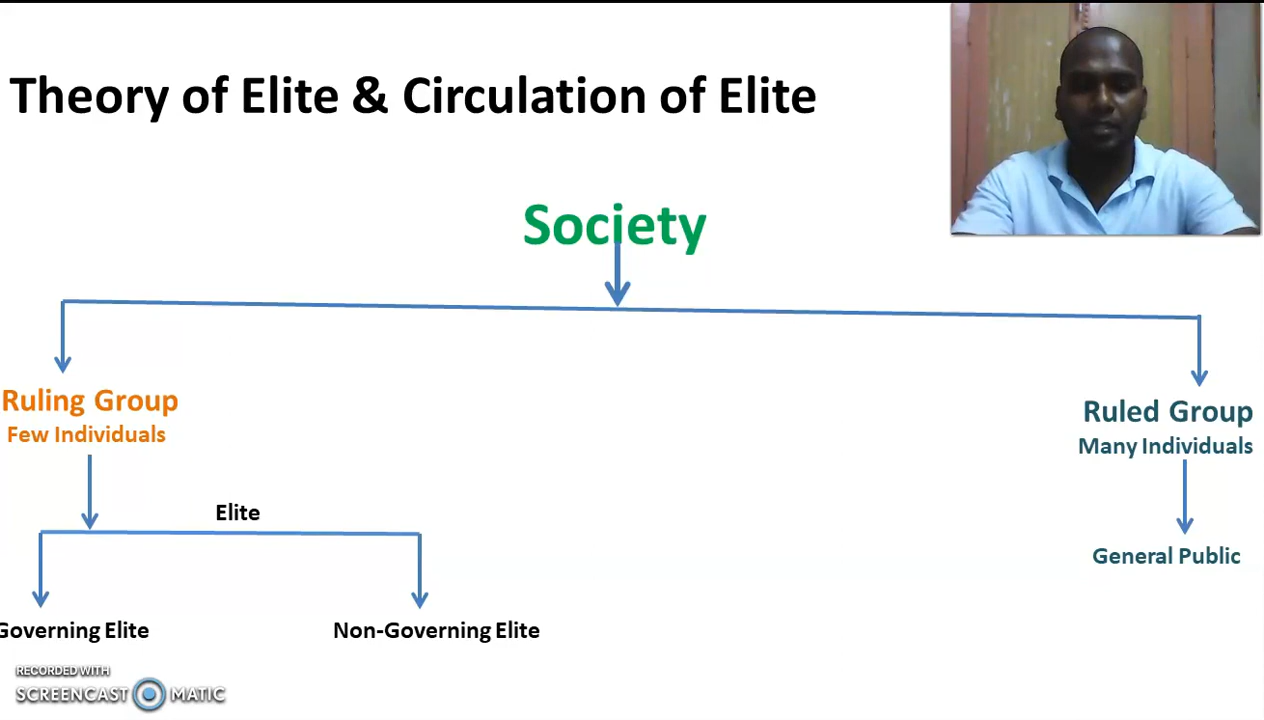 Theory of Elite & Circulation of Elite
Society
Ruling Group
Few Individuals
Ruled Group
Many Individuals
Elite
General Public
Governing Elite
Non-Governing Elite
RECORDED WITH
SCREENCAST MATIC